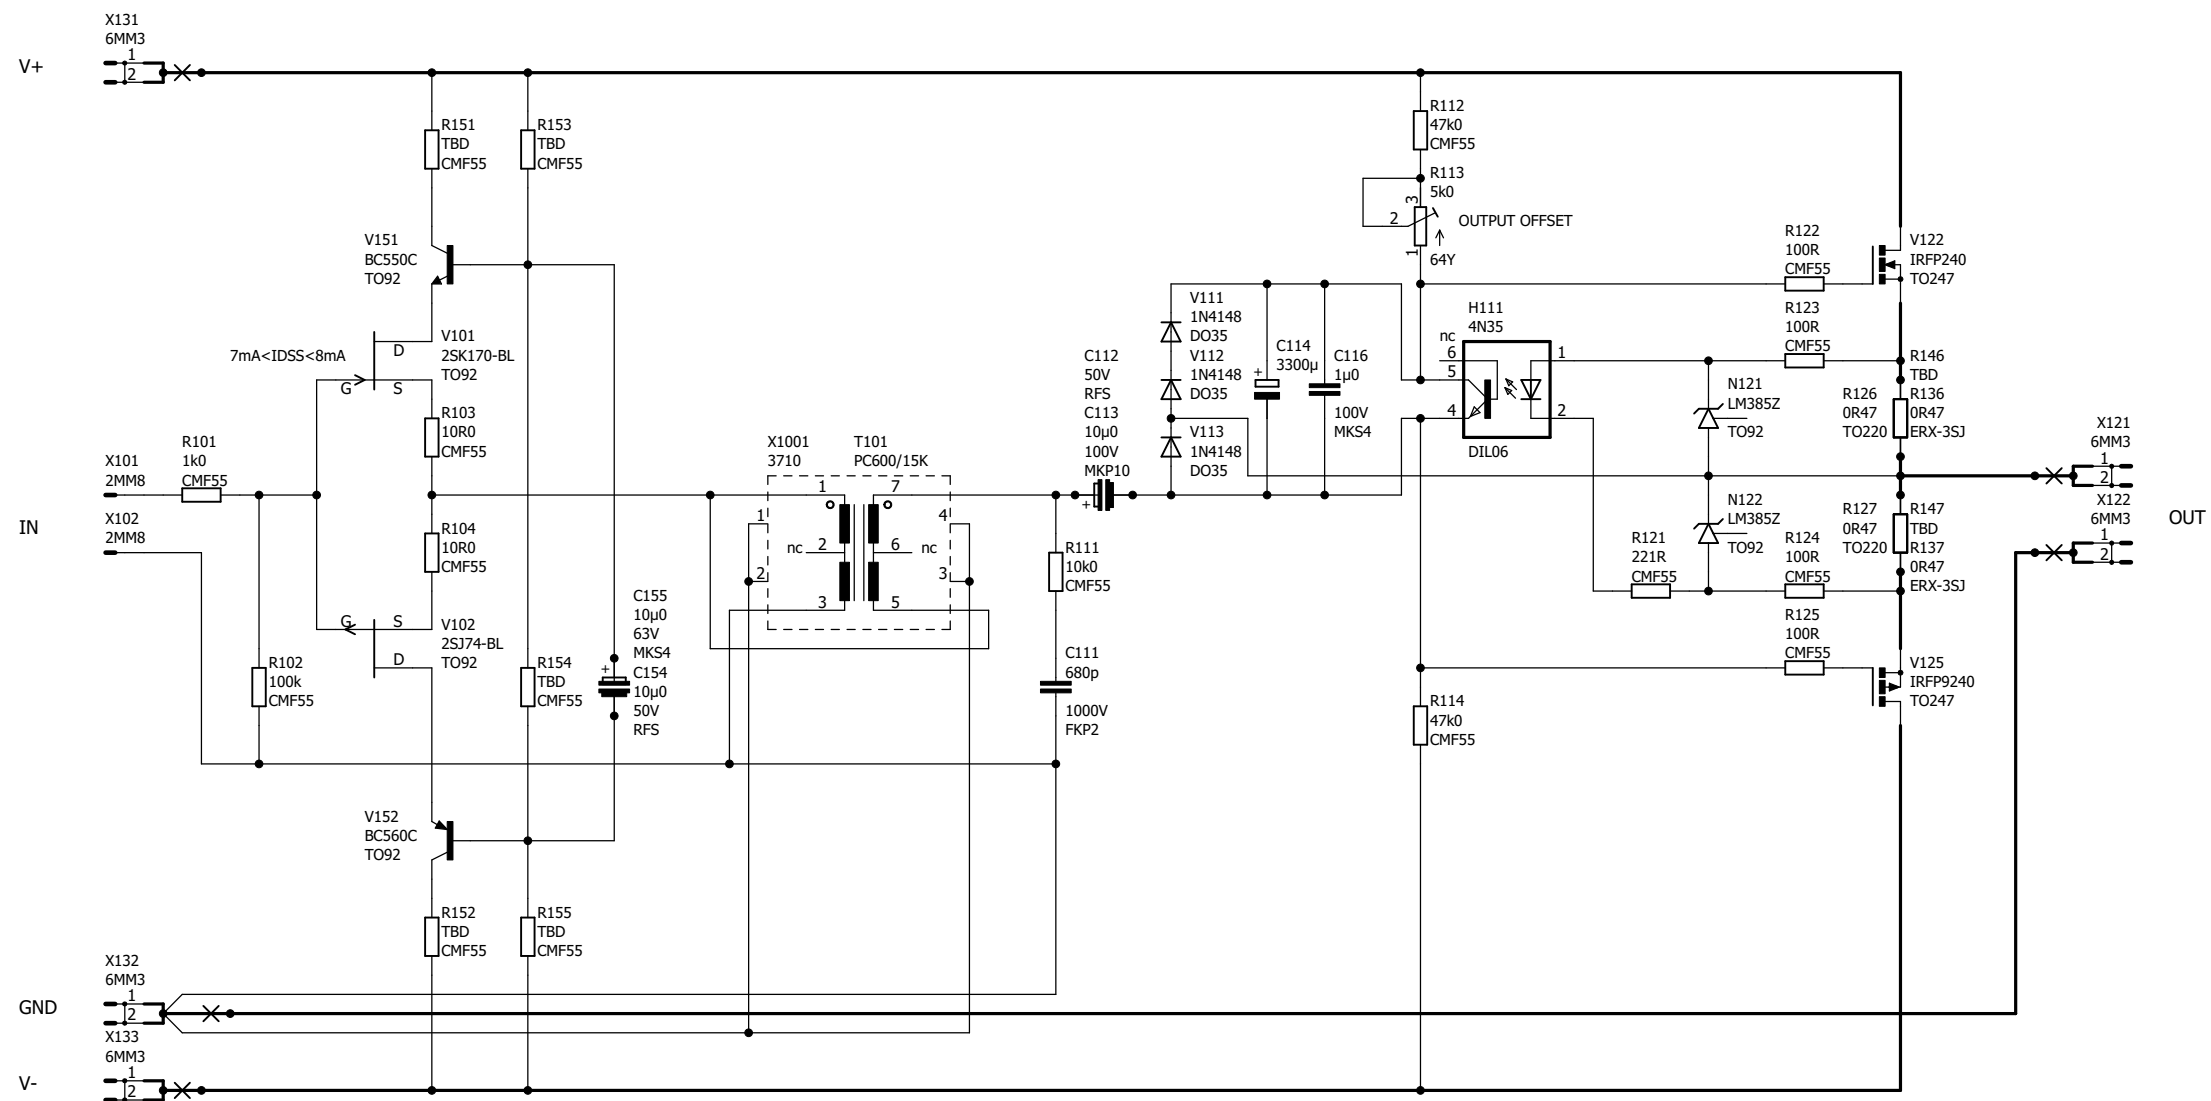 X131
6MM3
1
2
V+
R151
TBD
CMF55
R153
TBD
CMF55
R112
47k0
CMF55
R113
5k0
3
2
1
OUTPUT OFFSET
64Y
V151
BC550C
TO92
R122
100R
CMF55
V122
IRFP240
TO247
7mA<IDSS<8mA
D
G
S
V101
2SK170-BL
TO92
V111
1N4148
DO35
V112
1N4148
DO35
V113
1N4148
DO35
C114
3300µ
+
C116
1µ0
100V
MKS4
H111
4N35
nc
6
5
4
1
2
DIL06
R123
100R
CMF55
N121
LM385Z
TO92
R146
TBD
R126
0R47
TO220
R136
0R47
ERX-3SJ
R103
10R0
CMF55
C112
50V
RFS
C113
10µ0
100V
MKP10
+
X121
6MM3
1
2
R101
1k0
CMF55
X101
2MM8
X102
2MM8
IN
X1001
3710
T101
PC600/15K
1
7
1
4
nc
2
6
nc
2
3
3
5
R104
10R0
CMF55
R111
10k0
CMF55
N122
LM385Z
TO92
R121
221R
CMF55
R124
100R
CMF55
R127
0R47
TO220
R147
TBD
R137
0R47
ERX-3SJ
X122
6MM3
1
2
OUT
G
S
D
V102
2SJ74-BL
TO92
R102
100k
CMF55
C155
10µ0
63V
MKS4
+
C154
10µ0
50V
RFS
R154
TBD
CMF55
C111
680p
1000V
FKP2
R125
100R
CMF55
V125
IRFP9240
TO247
R114
47k0
CMF55
V152
BC560C
TO92
R152
TBD
CMF55
R155
TBD
CMF55
X132
6MM3
1
2
GND
X133
6MM3
1
2
V-